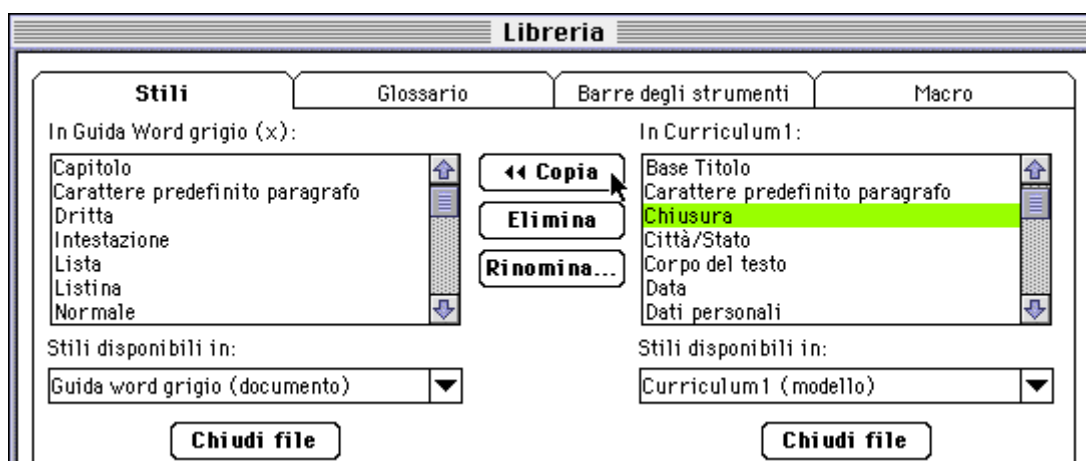 Libreria
Stili
Glossario
Barre degli strumenti
Macro
In Guida Word grigio (x):
Capitolo
Carattere predefinito paragrafo
Dritta
Intestazione
Lista
Listina
Normale
Stili disponibili in:
Guida word grigio (documento)
Chiudi file
Copia
Elimina
Rinomina...
In Curriculum1:
Base Titolo
Carattere predefinito paragrafo
Chiusura
Città/Stato
Corpo del testo
Data
Dati personali
Stili disponibili in:
Curriculum1 (modello)
Chiudi file